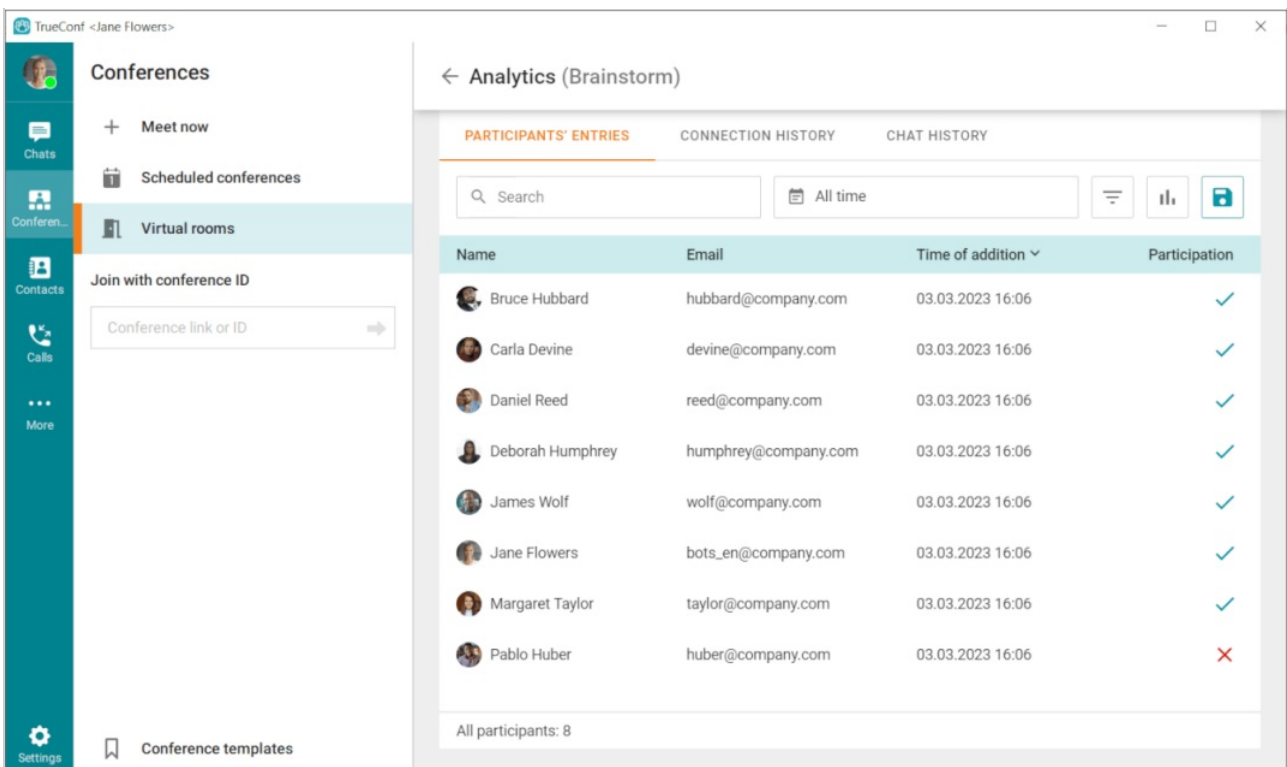 TrueConf <Jane Flowers>
Chats
Conferen...
Contacts
Calls
More
Settings
Conferences
Meet now
1
Scheduled conferences
Virtual rooms
Join with conference ID
Conference link or ID
Conference templates
Analytics (Brainstorm)
PARTICIPANTS' ENTRIES CONNECTION HISTORY CHAT HISTORY
Search All time
Name Email Time of addition Participation
Bruce Hubbard hubbard@company.com 03.03.2023 16:06
Carla Devine devine@company.com 03.03.2023 16:06
Daniel Reed reed@company.com 03.03.2023 16:06
Deborah Humphrey humphrey@company.com 03.03.2023 16:06
James Wolf wolf@company.com 03.03.2023 16:06
Jane Flowers bots_en@company.com 03.03.2023 16:06
Margaret Taylor taylor@company.com 03.03.2023 16:06
Pablo Huber huber@company.com 03.03.2023 16:06
All participants: 8